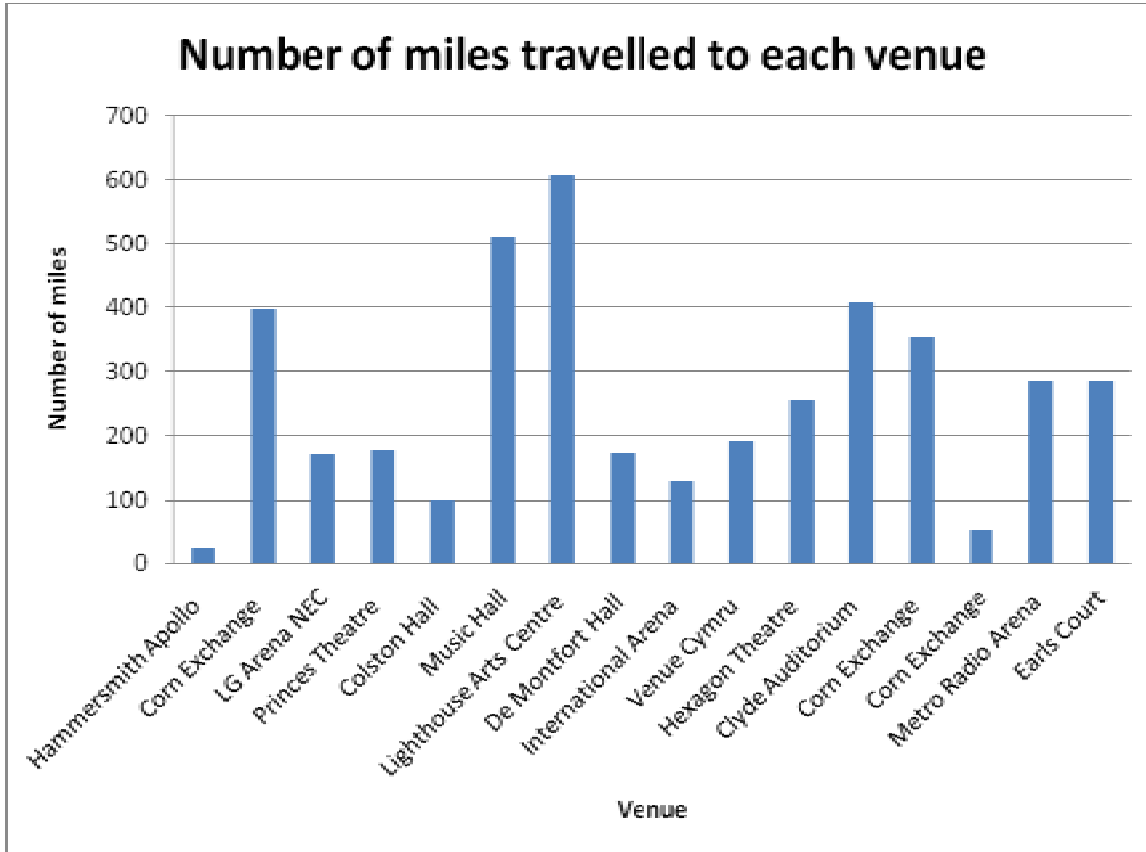 Number of miles travelled to each venue
700
600
500
400
300
200
100
0
Number of miles
Hammersmith Apollo
Corn Exchange
LG Arena NEC
Princes Theatre
Colston Hall
Music Hall
Lighthouse Arts Centre
De Montfort Hall
International Arena
Venue Cymru
Hexagon Theatre
Clyde Auditorium
Corn Exchange
Corn Exchange
Metro Radio Arena
Earls Court
Venue